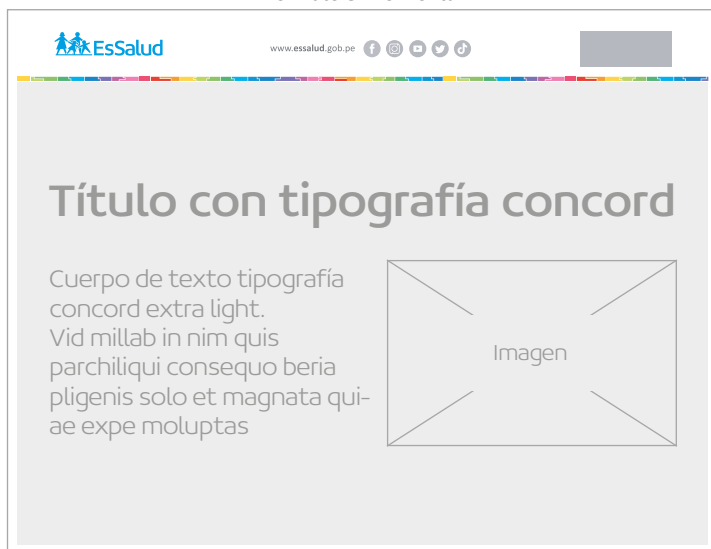 EsSalud
www.essalud.gob.pe
Título con tipografía concord
Cuerpo de texto tipografía
concord extra light.
Vid millab in nim quis
parchiliqui consequo beria
pligenis solo et magnata qui-
ae expe moluptas
Imagen